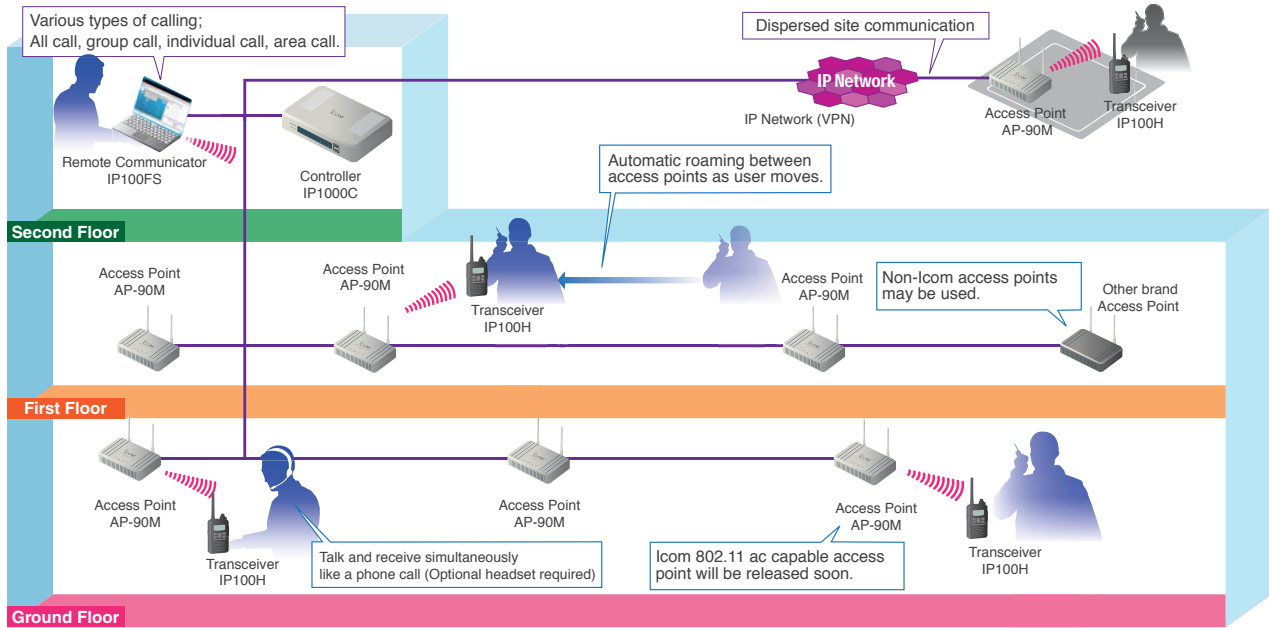 Various types of calling;
All call, group call, individual call, area call.
Dispersed site communication
IP Network
IP Network (VPN)
Access Point
AP-90M
Transceiver
IP100H
Remote Communicator
IP100FS
Controller
IP1000C
Automatic roaming between
access points as user moves.
Second Floor
Access Point
AP-90M
Access Point
AP-90M
Transceiver
IP100H
Access Point
AP-90M
Non-Icom access points
may be used.
Other brand
Access Point
First Floor
Access Point
AP-90M
Transceiver
IP100H
Talk and receive simultaneously
like a phone call (Optional headset required)
Access Point
AP-90M
Access Point
AP-90M
Icom 802.11 ac capable access
point will be released soon.
Transceiver
IP100H
Ground Floor